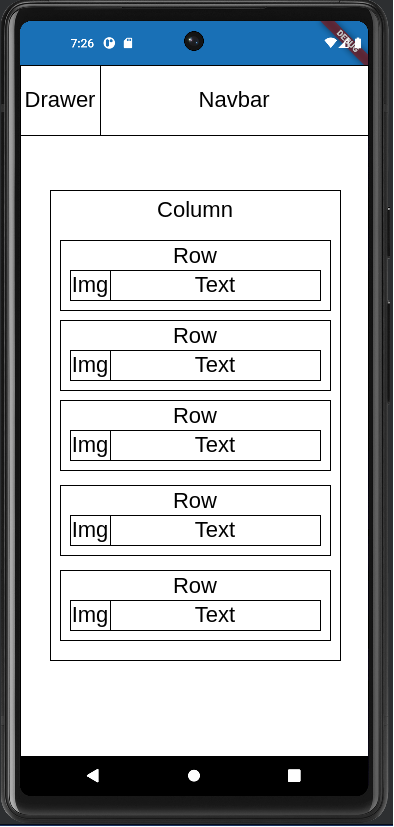 7:26
DEBUG
Drawer Navbar
Column
Row
Img Text
Row
Img Text
Row
Img Text
Row
Img Text
Row
Img Text